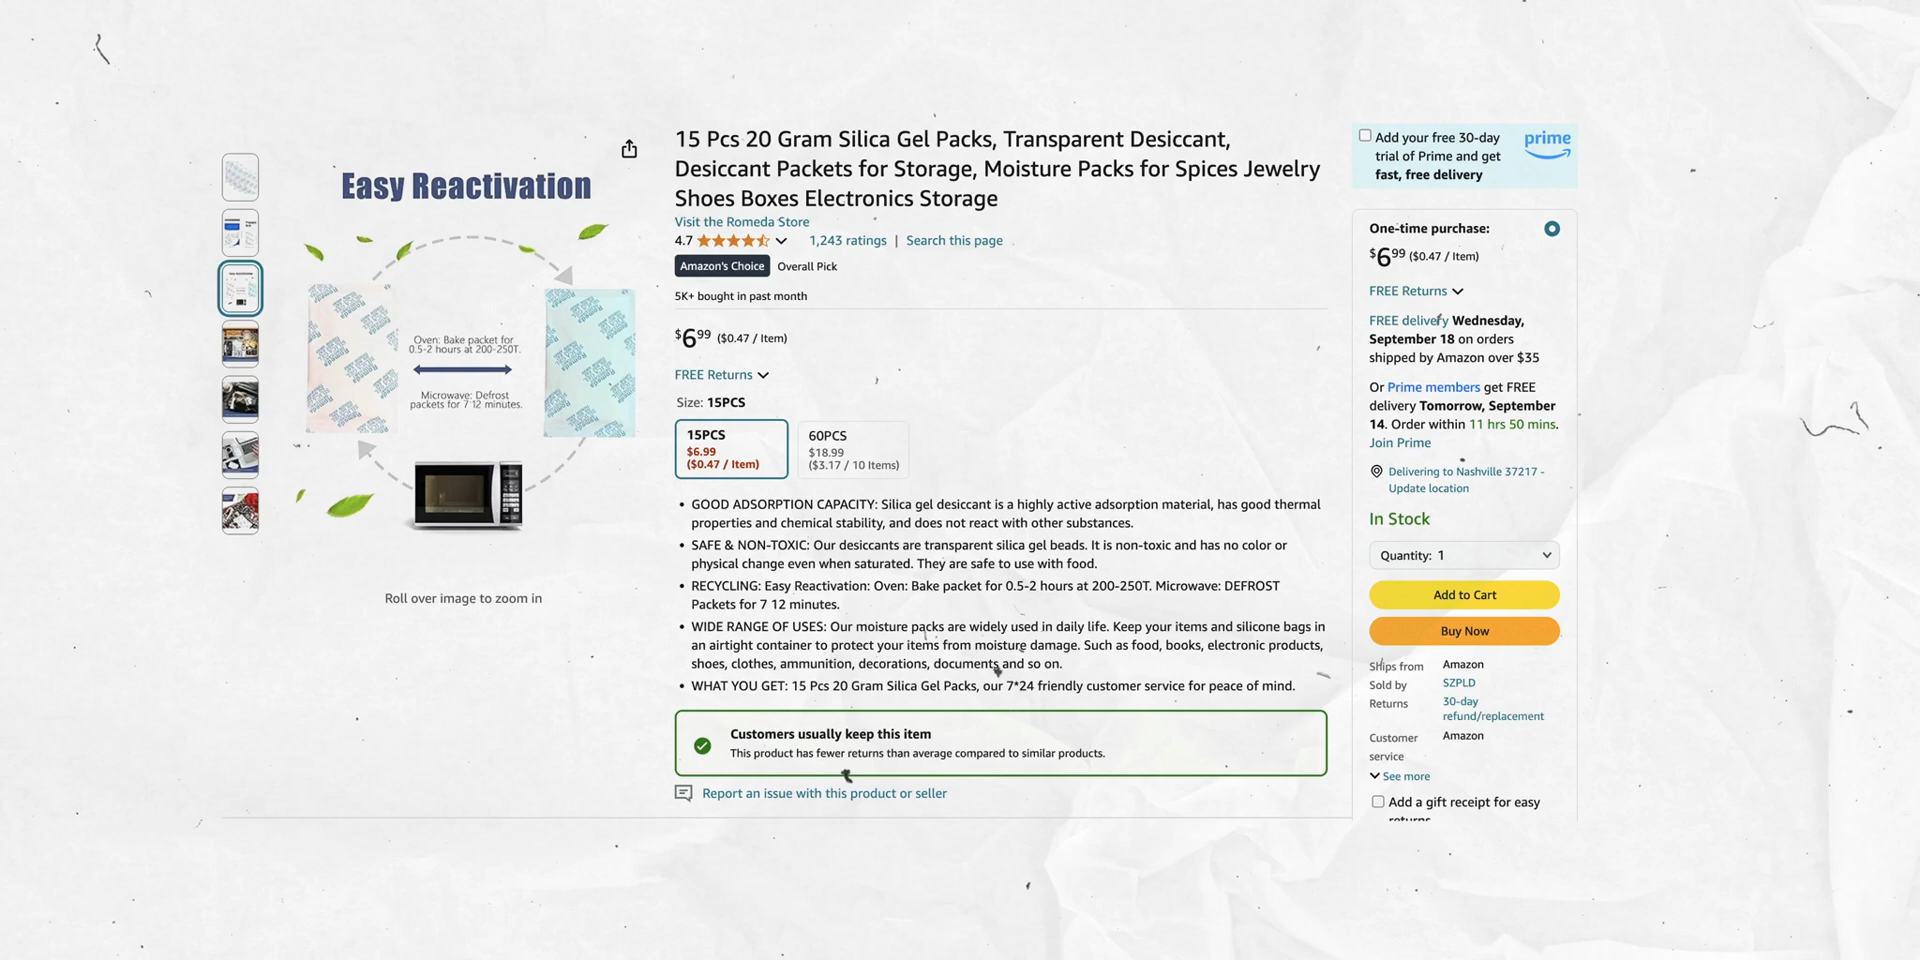 Easy Reactivation
Oven: Bake packet for
0.5-2 hours at 200-250T.
Microwave: Defrost
packets for 7 12 minutes.
Roll over image to zoom in
15 Pcs 20 Gram Silica Gel Packs, Transparent Desiccant,
Desiccant Packets for Storage, Moisture Packs for Spices Jewelry
Shoes Boxes Electronics Storage
Visit the Romeda Store
4.7 1,243 ratings | Search this page
Amazon's Choice Overall Pick
5K+ bought in past month
$6.99 ($0.47 / Item)
FREE Returns
Size: 15PCS
15PCS
$6.99
($0.47 / Item)
60PCS
$18.99
($3.17 / 10 Items)
• GOOD ADSORPTION CAPACITY: Silica gel desiccant is a highly active adsorption material, has good thermal
properties and chemical stability, and does not react with other substances.
• SAFE & NON-TOXIC: Our desiccants are transparent silica gel beads. It is non-toxic and has no color or
physical change even when saturated. They are safe to use with food.
• RECYCLING: Easy Reactivation: Oven: Bake packet for 0.5-2 hours at 200-250T. Microwave: DEFROST
Packets for 7 12 minutes.
• WIDE RANGE OF USES: Our moisture packs are widely used in daily life. Keep your items and silicone bags in
an airtight container to protect your items from moisture damage. Such as food, books, electronic products,
shoes, clothes, ammunition, decorations, documents and so on.
• WHAT YOU GET: 15 Pcs 20 Gram Silica Gel Packs, our 7*24 friendly customer service for peace of mind.
Customers usually keep this item
This product has fewer returns than average compared to similar products.
Report an issue with this product or seller
Add your free 30-day
trial of Prime and get
fast, free delivery
prime
One-time purchase:
$6.99 ($0.47 / Item)
FREE Returns
FREE delivery Wednesday,
September 18 on orders
shipped by Amazon over $35
Or Prime members get FREE
delivery Tomorrow, September
14. Order within 11 hrs 50 mins.
Join Prime
Delivering to Nashville 37217 -
Update location
In Stock
Quantity: 1
Add to Cart
Buy Now
Ships from Amazon
Sold by SZPLD
Returns 30-day
refund/replacement
Customer Amazon
service
See more
Add a gift receipt for easy
returns